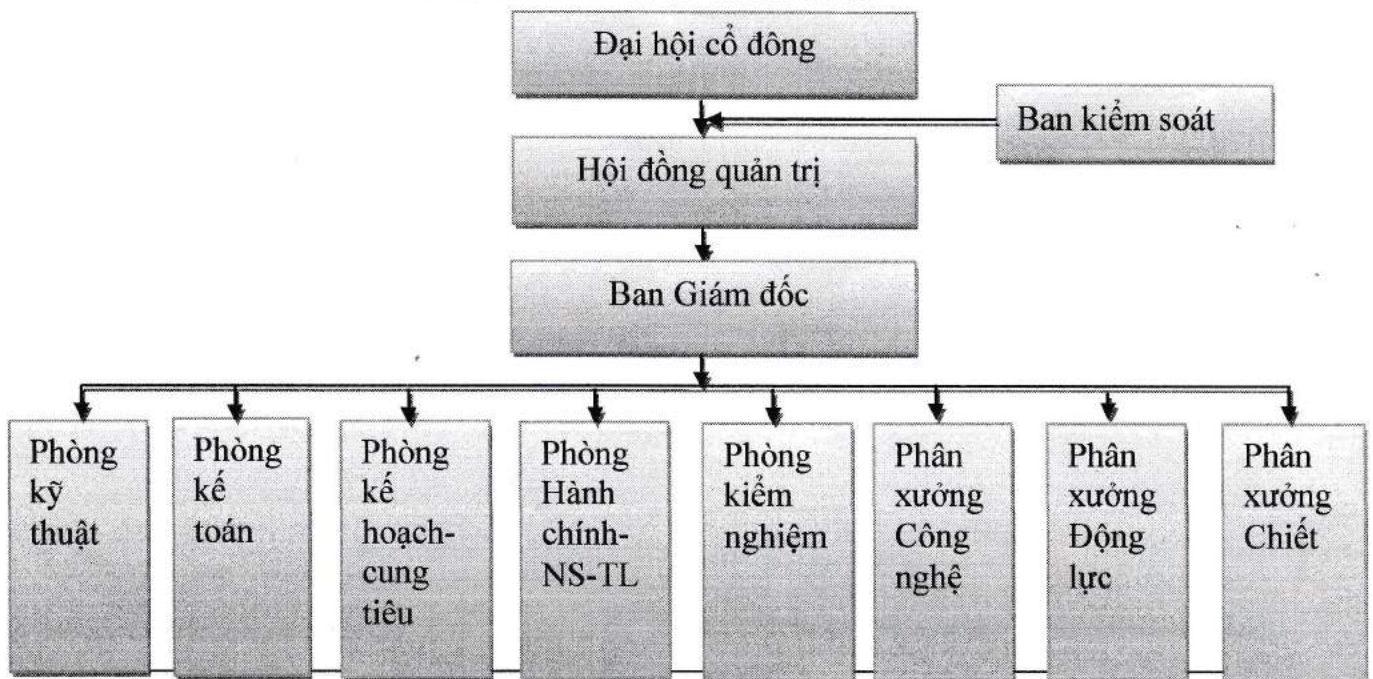 Đại hội cổ đông
Ban kiểm soát
Hội đồng quản trị
Ban Giám đốc
Phòng
kỹ
thuật
Phòng
kế
toán
Phòng
kế
hoạch-
cung
tiêu
Phòng
Hành
chính-
NS-TL
Phòng
kiểm
nghiệm
Phân
xưởng
Công
nghệ
Phân
xưởng
Động
lực
Phân
xưởng
Chiết